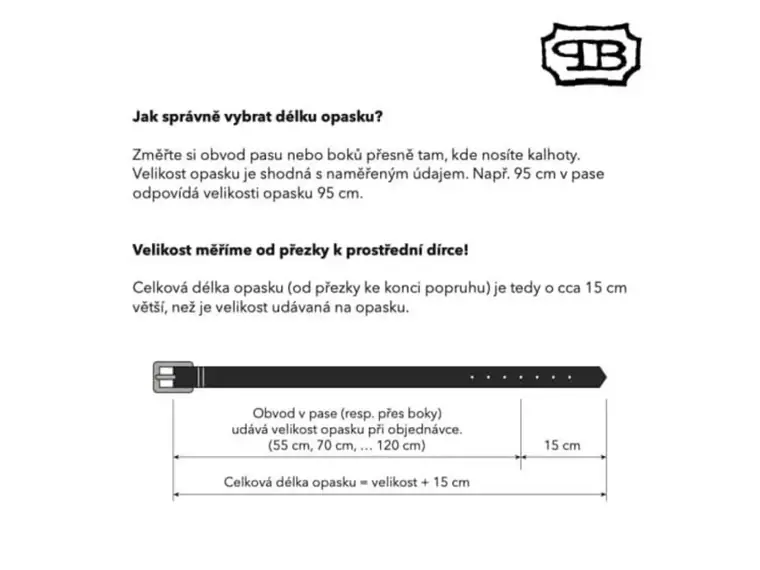 PB
Jak správně vybrat délku opasku?
Změřte si obvod pasu nebo boků přesně tam, kde nosíte kalhoty.
Velikost opasku je shodná s naměřeným údajem. Např. 95 cm v pase
odpovídá velikosti opasku 95 cm.
Velikost měříme od přezky k prostřední dírce!
Celková délka opasku (od přezky ke konci popruhu) je tedy o cca 15 cm
větší, než je velikost udávaná na opasku.
Obvod v pase (resp. přes boky)
udává velikost opasku při objednávce.
(55 cm, 70 cm, ... 120 cm)
15 cm
Celková délka opasku = velikost + 15 cm